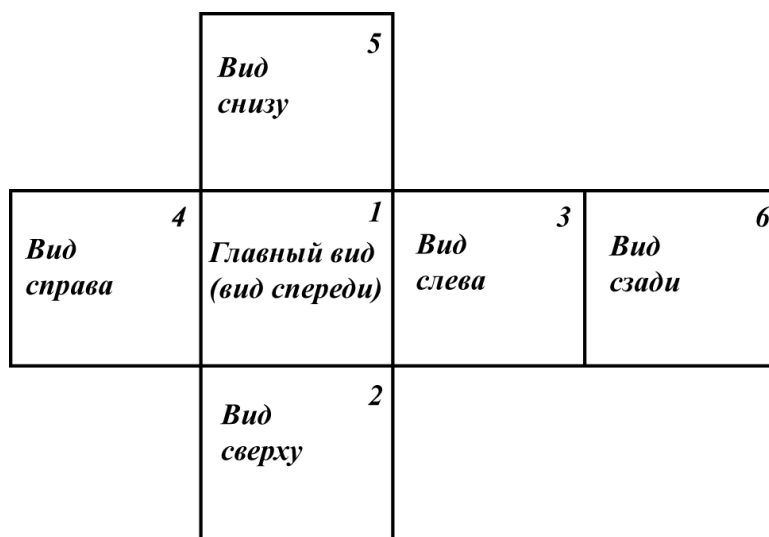 5
Вид
снизу
4
Вид
справа
1
Главный вид
(вид спереди)
3
Вид
слева
6
Вид
сзади
2
Вид
сверху